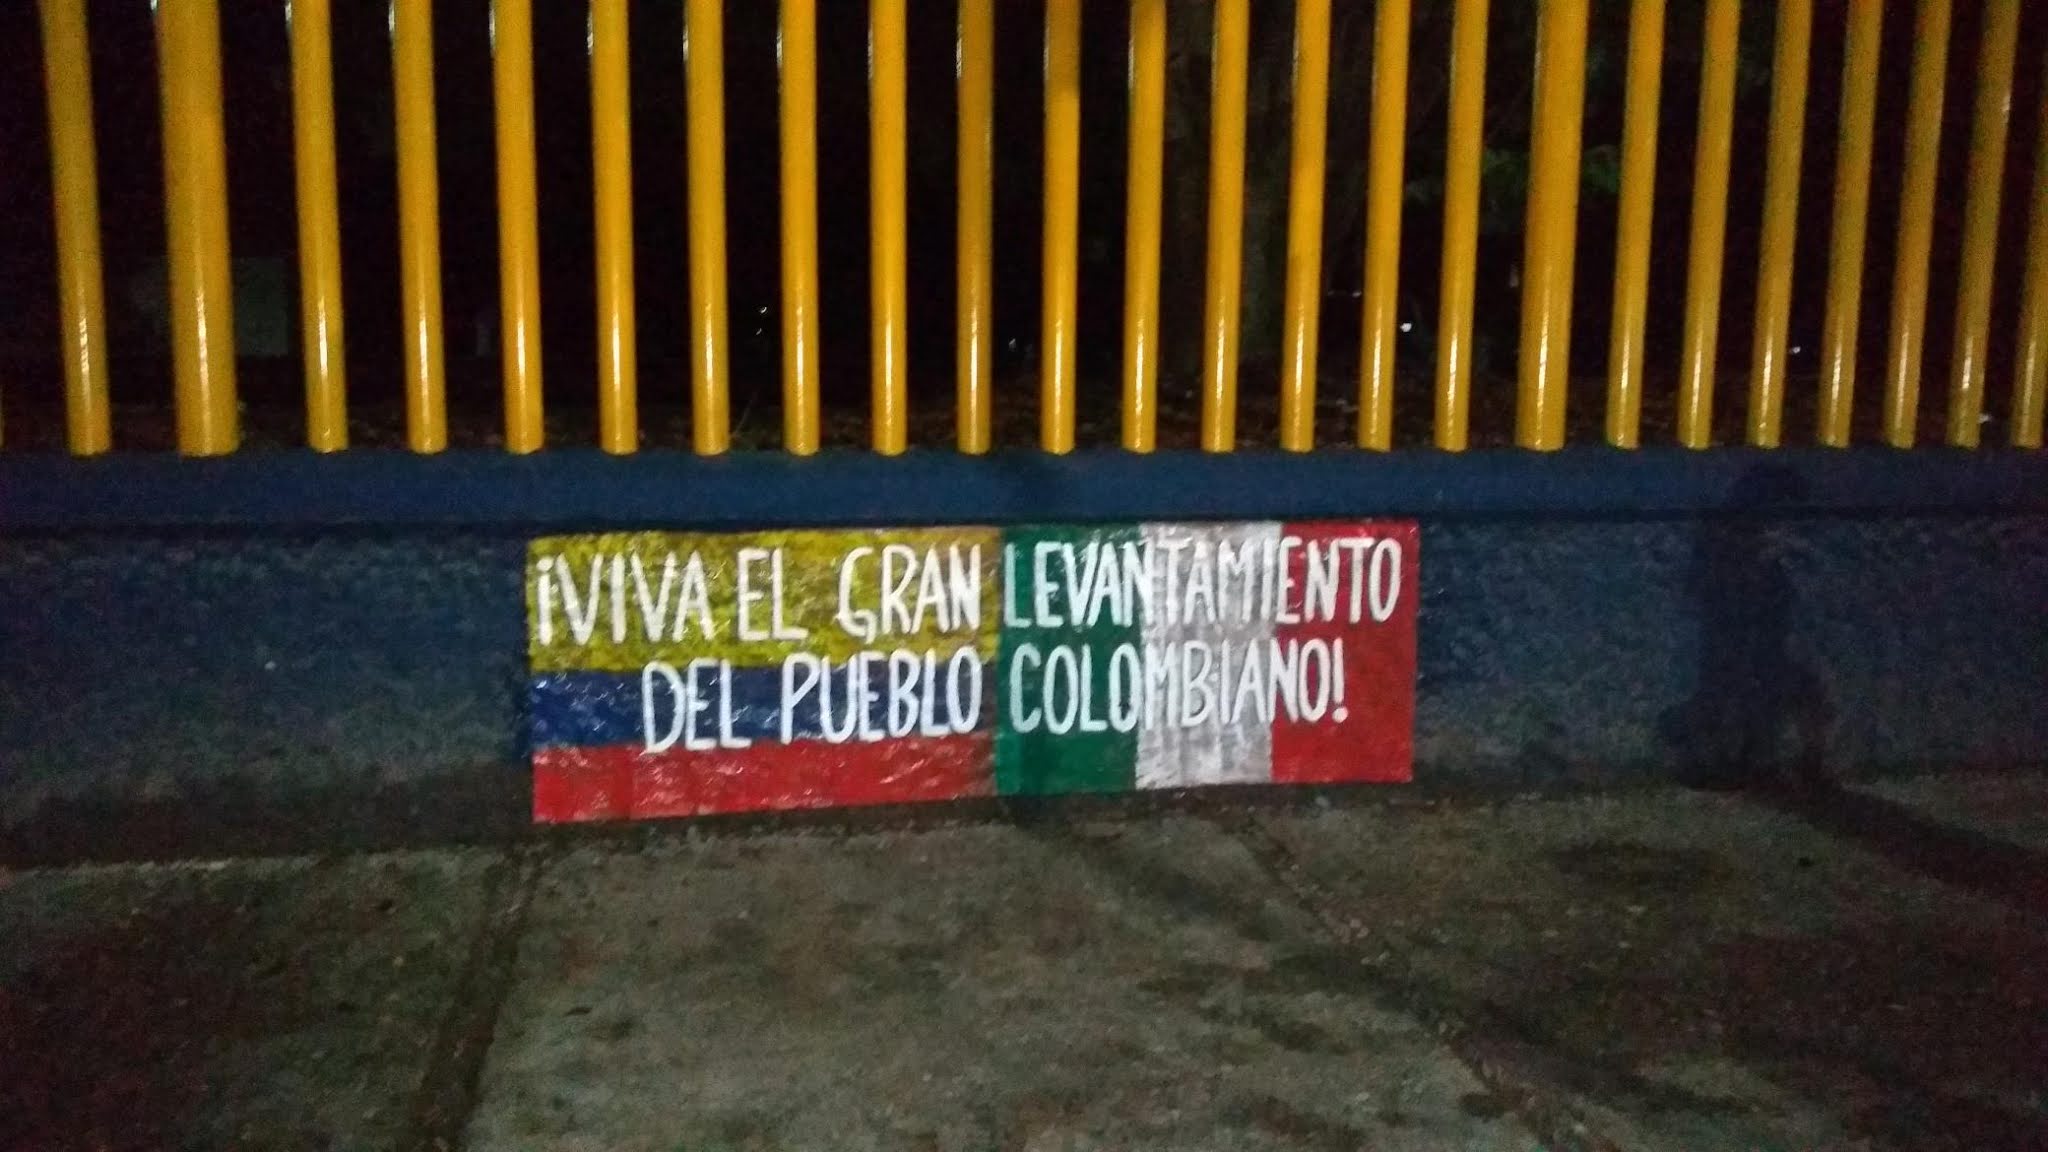 ¡VIVA EL GRAN LEVANTAMIENTO
DEL PUEBLO COLOMBIANO!